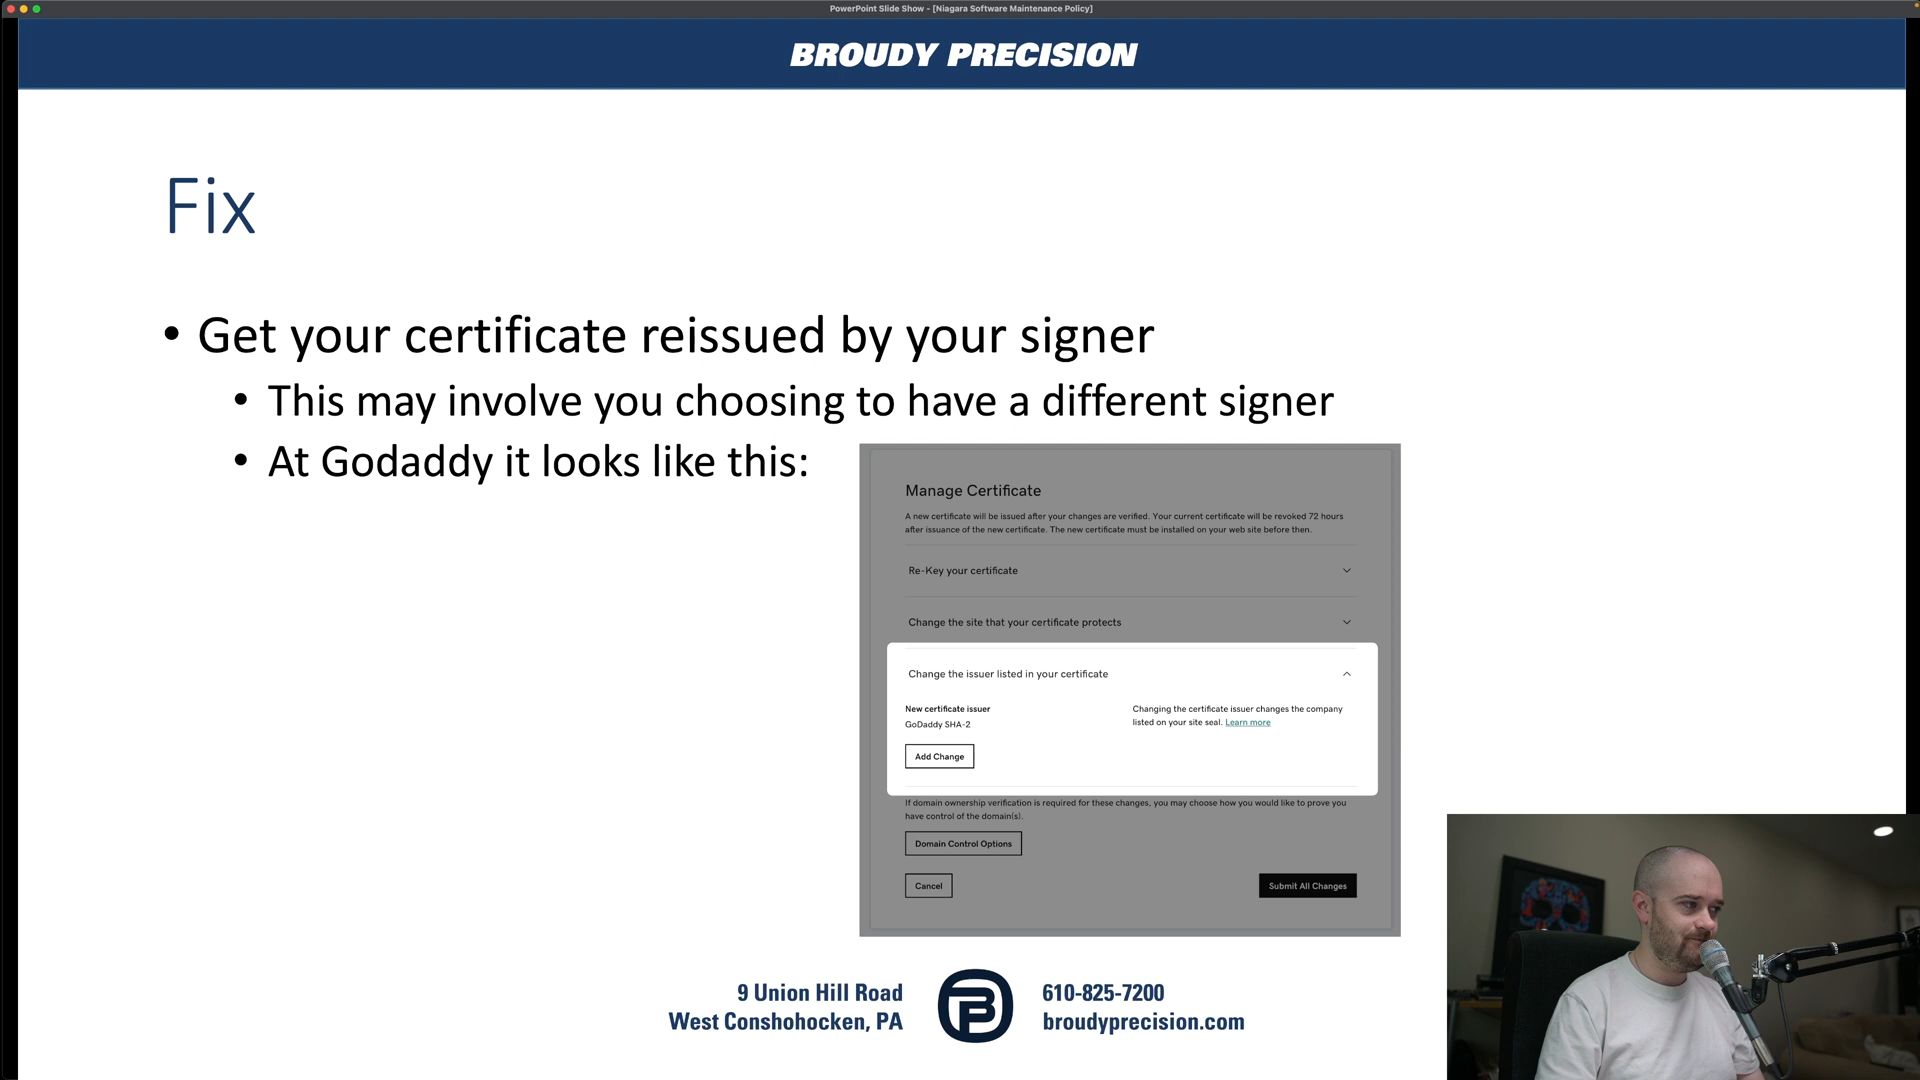 PowerPoint Slide Show - [Niagara Software Maintenance Policy]
BROUDY PRECISION
Fix
• Get your certificate reissued by your signer
• This may involve you choosing to have a different signer
• At Godaddy it looks like this:
Manage Certificate
A new certificate will be issued after your changes are verified. Your current certificate will be revoked 72 hours
after issuance of the new certificate. The new certificate must be installed on your web site before then.
Re-Key your certificate
Change the site that your certificate protects
Change the issuer listed in your certificate
New certificate issuer
GoDaddy SHA-2
Changing the certificate issuer changes the company
listed on your site seal. Learn more
Add Change
If domain ownership verification is required for these changes, you may choose how you would like to prove you
have control of the domain(s).
Domain Control Options
Cancel
Submit All Changes
9 Union Hill Road
West Conshohocken, PA
610-825-7200
broudyprecision.com